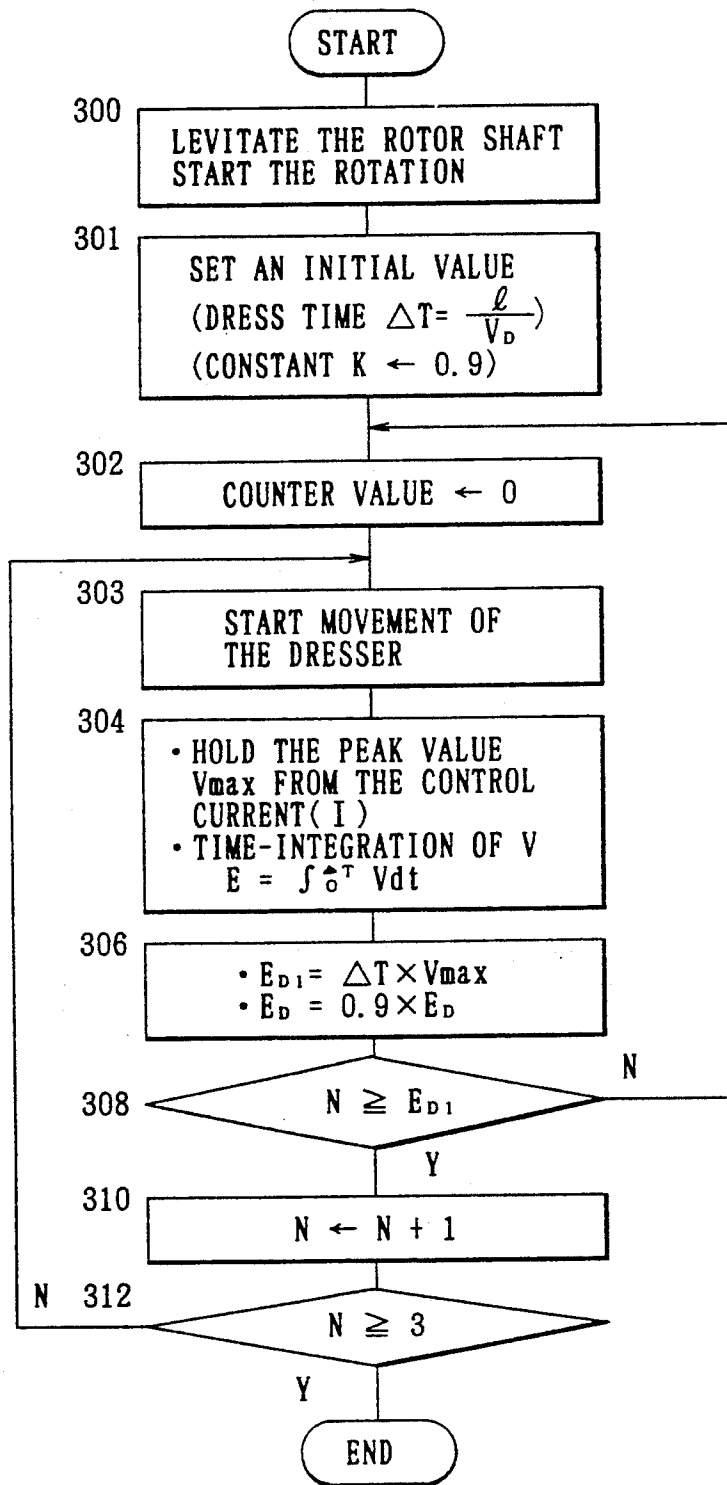 START
300
LEVITATE THE ROTOR SHAFT
START THE ROTATION
301
SET AN INITIAL VALUE
(DRESS TIME △T= ℓ/V_D)
(CONSTANT K ← 0.9)
302
COUNTER VALUE ← 0
303
START MOVEMENT OF
THE DRESSER
304
・HOLD THE PEAK VALUE
Vmax FROM THE CONTROL
CURRENT(I)
・TIME-INTEGRATION OF V
E = ∫₀^△T Vdt
306
・E_D1= △T×Vmax
・E_D = 0.9×E_D
308
N ≧ E_D1
N
Y
310
N ← N + 1
N 312
N ≧ 3
Y
END